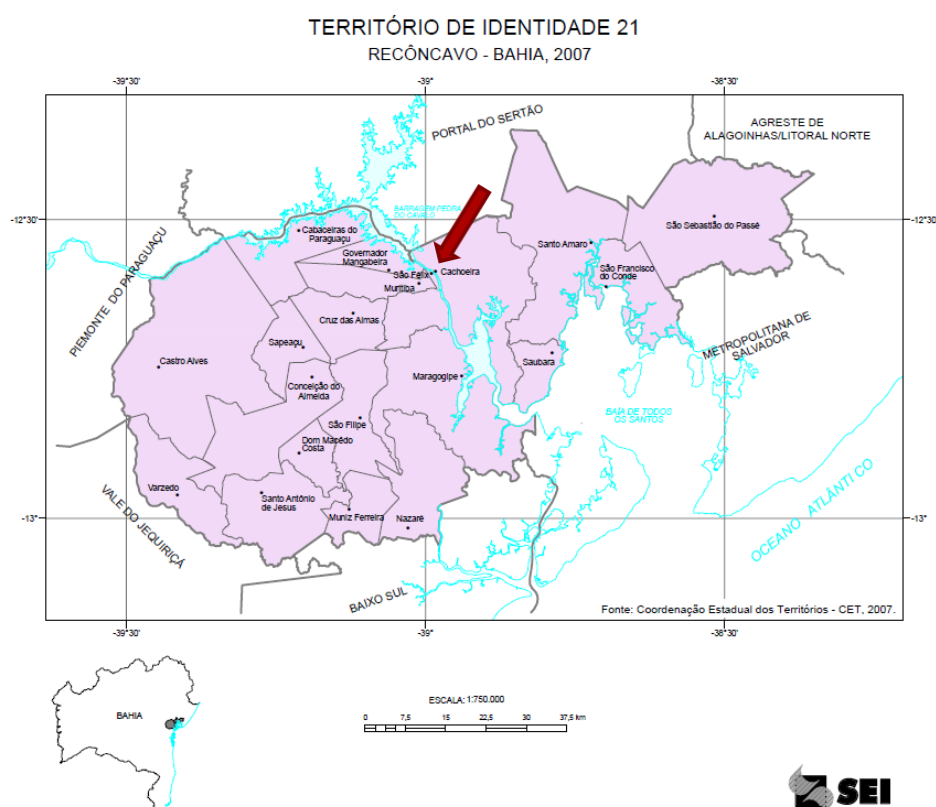 TERRITÓRIO DE IDENTIDADE 21
RECÔNCAVO - BAHIA, 2007
-39°30'
-39°
-38°30'
PORTAL DO SERTÃO
AGRESTE DE
ALAGOINHAS/LITORAL NORTE
-12°30'
-12°30'
BARRAGEM PEDRA
DO CAVALO
Cabaceiras do
Paraguaçu
São Sebastião do Passé
Santo Amaro
Governador
Mangabeira
São Félix
Cachoeira
São Francisco
do Conde
Muritiba
PIEMONTE DO PARAGUAÇU
Cruz das Almas
METROPOLITANA DE
SALVADOR
Sapeaçu
Castro Alves
Saubara
Maragogipe
Conceição do
Almeida
BAIA DE TODOS
OS SANTOS
São Filipe
Dom Macêdo
Costa
Varzedo
Santo Antônio
de Jesus
VALE DO JEQUIRIÇÁ
Muniz Ferreira
Nazaré
-13°
-13°
OCEANO ATLÂNTICO
BAIXO SUL
Fonte: Coordenação Estadual dos Territórios - CET, 2007.
-39°30'
-39°
-38°30'
BAHIA
ESCALA: 1:750.000
0 7,5 15 22,5 30 37,5 km
SEI